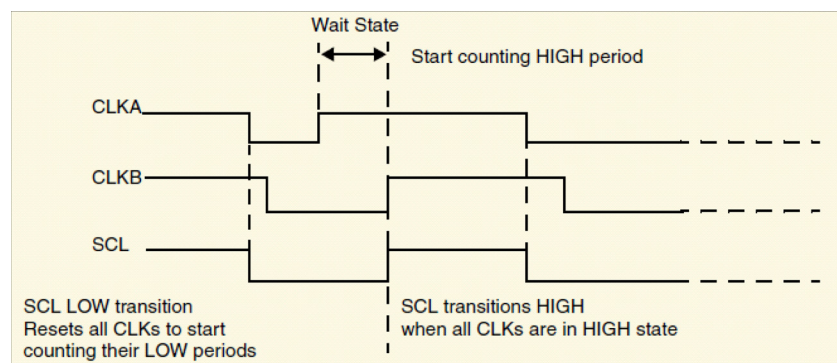 Wait State
Start counting HIGH period
CLKA
CLKB
SCL
SCL LOW transition
Resets all CLKs to start
counting their LOW periods
SCL transitions HIGH
when all CLKs are in HIGH state